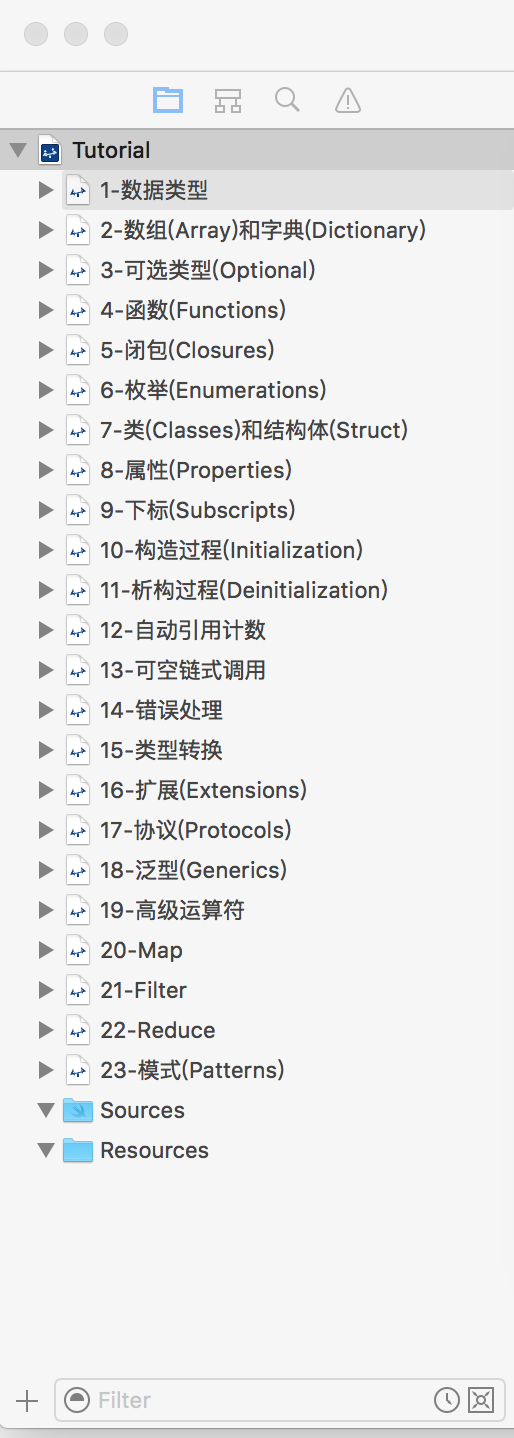 Tutorial
1-数据类型
2-数组(Array)和字典(Dictionary)
3-可选类型(Optional)
4-函数(Functions)
5-闭包(Closures)
6-枚举(Enumerations)
7-类(Classes)和结构体(Struct)
8-属性(Properties)
9-下标(Subscripts)
10-构造过程(Initialization)
11-析构过程(Deinitialization)
12-自动引用计数
13-可空链式调用
14-错误处理
15-类型转换
16-扩展(Extensions)
17-协议(Protocols)
18-泛型(Generics)
19-高级运算符
20-Map
21-Filter
22-Reduce
23-模式(Patterns)
Sources
Resources
Filter